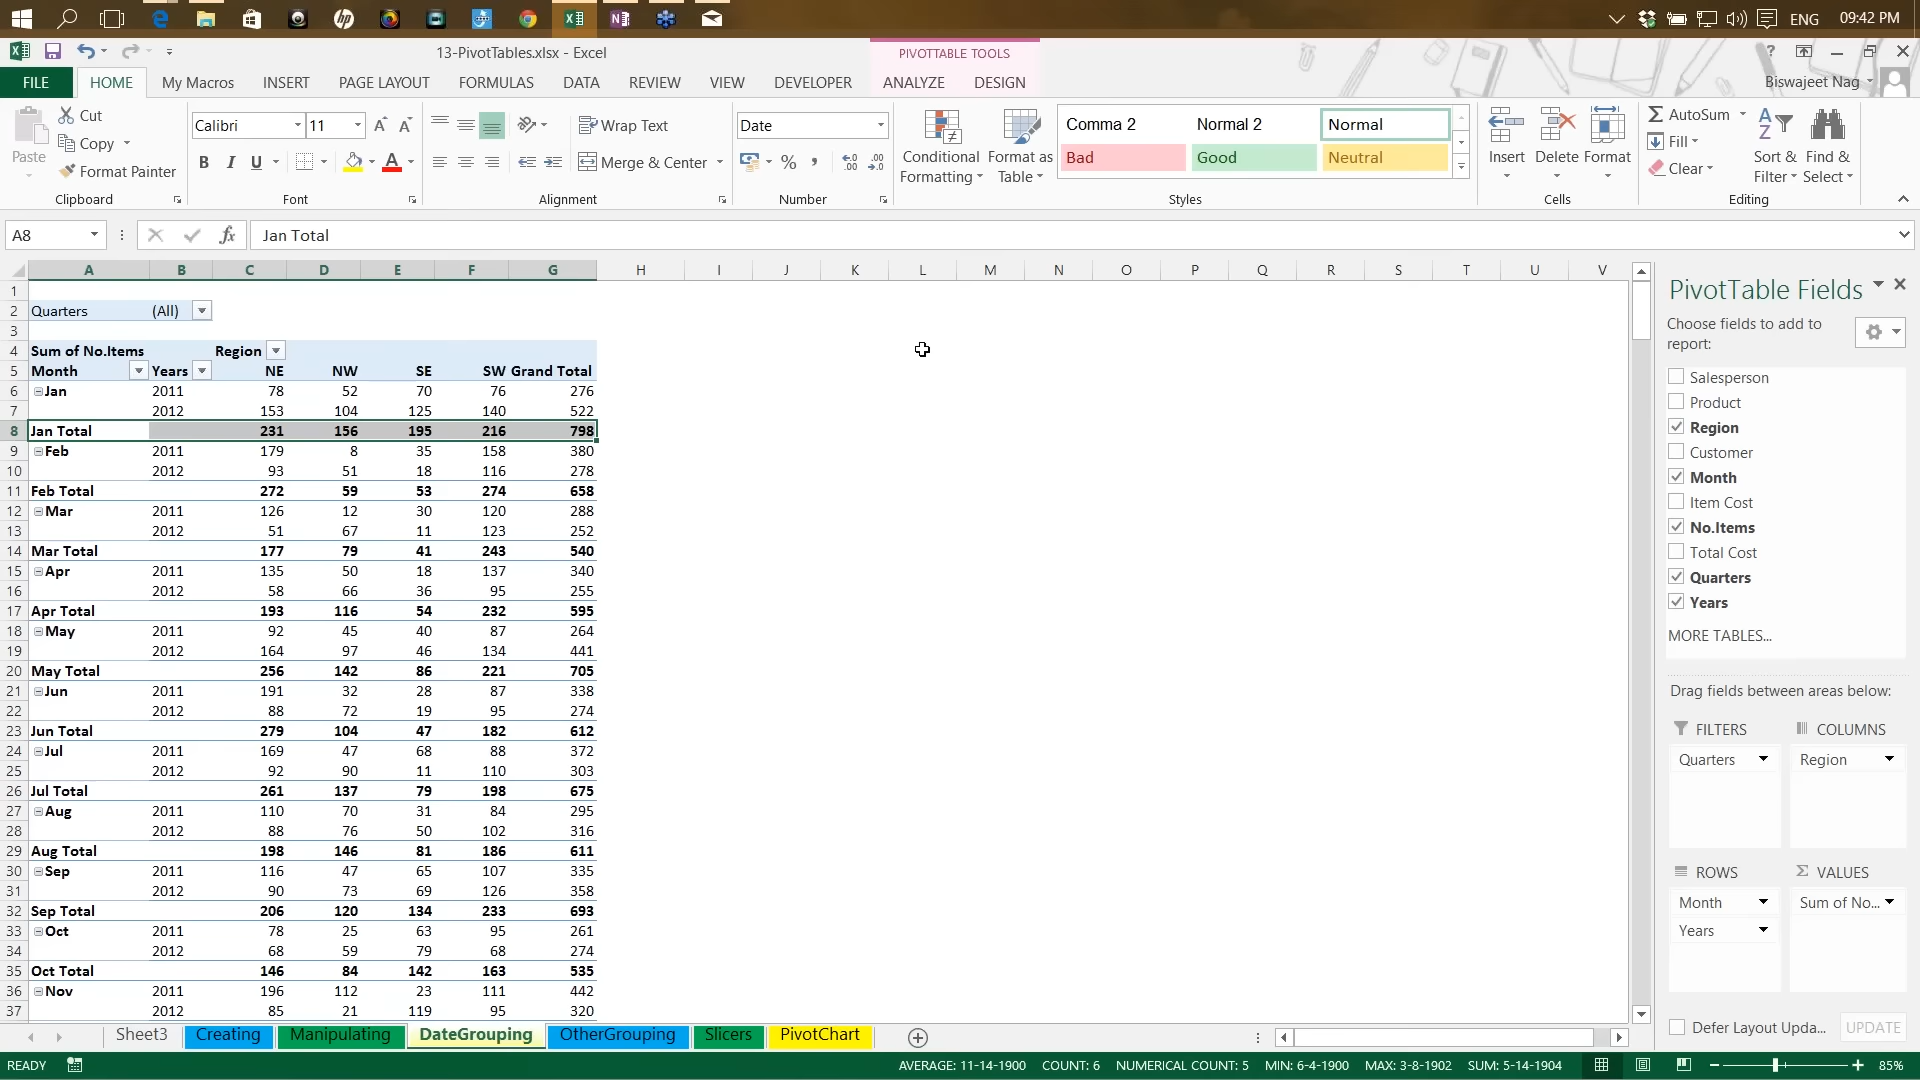 ENG 09:42 PM
13-PivotTables.xlsx - Excel
PIVOTTABLE TOOLS
FILE HOME My Macros INSERT PAGE LAYOUT FORMULAS DATA REVIEW VIEW DEVELOPER ANALYZE DESIGN Biswajeet Nag
Paste Cut Copy Format Painter Clipboard
Calibri 11 B I U A Font
Wrap Text Merge & Center Alignment
Date % Number
Conditional Formatting Format as Table
Comma 2 Normal 2 Normal
Bad Good Neutral
Styles
Insert Delete Format Cells
AutoSum Fill Clear Sort & Filter Find & Select Editing
A8 fx Jan Total
A B C D E F G H I J K L M N O P Q R S T U V
1
2 Quarters (All)
3
4 Sum of No.Items Region
5 Month Years NE NW SE SW Grand Total
6 Jan 2011 78 52 70 76 276
7 2012 153 104 125 140 522
8 Jan Total 231 156 195 216 798
9 Feb 2011 179 8 35 158 380
10 2012 93 51 18 116 278
11 Feb Total 272 59 53 274 658
12 Mar 2011 126 12 30 120 288
13 2012 51 67 11 123 252
14 Mar Total 177 79 41 243 540
15 Apr 2011 135 50 18 137 340
16 2012 58 66 36 95 255
17 Apr Total 193 116 54 232 595
18 May 2011 92 45 40 87 264
19 2012 164 97 46 134 441
20 May Total 256 142 86 221 705
21 Jun 2011 191 32 28 87 338
22 2012 88 72 19 95 274
23 Jun Total 279 104 47 182 612
24 Jul 2011 169 47 68 88 372
25 2012 92 90 11 110 303
26 Jul Total 261 137 79 198 675
27 Aug 2011 110 70 31 84 295
28 2012 88 76 50 102 316
29 Aug Total 198 146 81 186 611
30 Sep 2011 116 47 65 107 335
31 2012 90 73 69 126 358
32 Sep Total 206 120 134 233 693
33 Oct 2011 78 25 63 95 261
34 2012 68 59 79 68 274
35 Oct Total 146 84 142 163 535
36 Nov 2011 196 112 23 111 442
37 2012 85 21 119 95 320
PivotTable Fields
Choose fields to add to
report:
Salesperson
Product
Region
Customer
Month
Item Cost
No.Items
Total Cost
Quarters
Years
MORE TABLES...
Drag fields between areas below:
FILTERS COLUMNS
Quarters Region
ROWS Σ VALUES
Month Sum of No...
Years
Defer Layout Upda... UPDATE
Sheet3 Creating Manipulating DateGrouping OtherGrouping Slicers PivotChart
READY AVERAGE: 11-14-1900 COUNT: 6 NUMERICAL COUNT: 5 MIN: 6-4-1900 MAX: 3-8-1902 SUM: 5-14-1904 85%